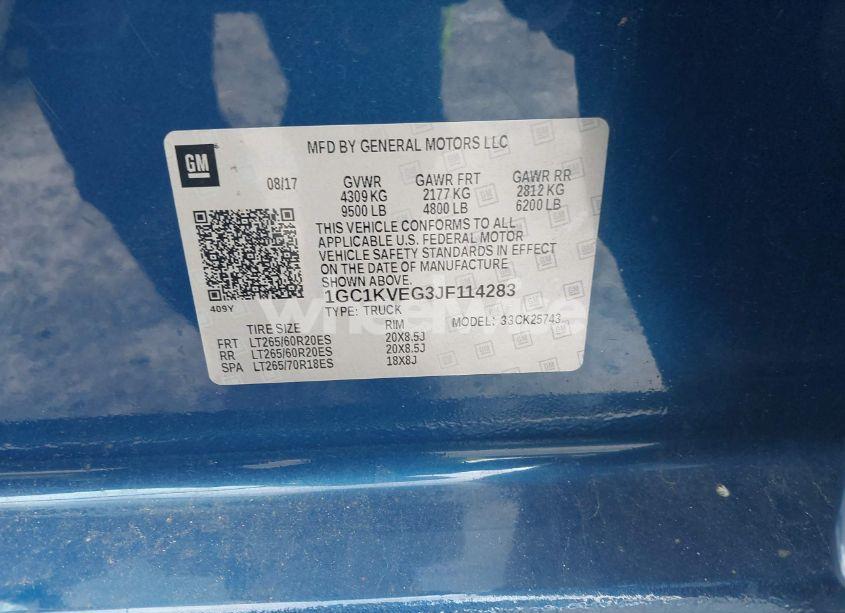 GM
MFD BY GENERAL MOTORS LLC
08/17 GVWR GAWR FRT GAWR RR
4309 KG 2177 KG 2812 KG
9500 LB 4800 LB 6200 LB
THIS VEHICLE CONFORMS TO ALL
APPLICABLE U.S. FEDERAL MOTOR
VEHICLE SAFETY STANDARDS IN EFFECT
ON THE DATE OF MANUFACTURE
SHOWN ABOVE.
409Y
1GC1KVEG3JF114283
TYPE: TRUCK MODEL: 33CK25743
TIRE SIZE RIM
FRT LT265/60R20ES 20X8.5J
RR LT265/60R20ES 20X8.5J
SPA LT265/70R18ES 18X8J